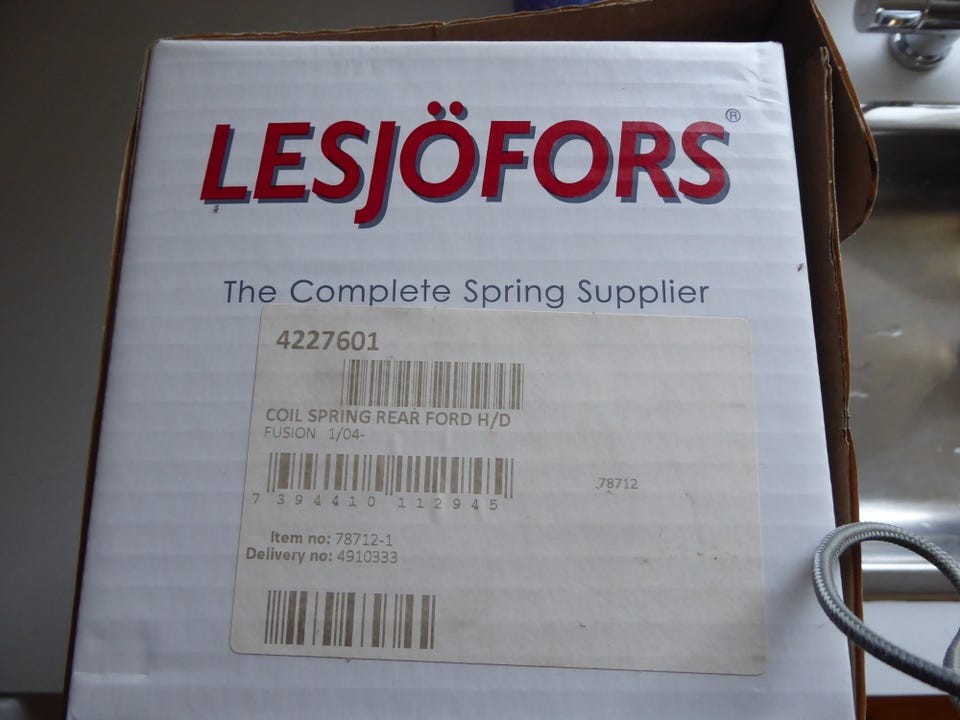 LESJÖFORS®
The Complete Spring Supplier
4227601
COIL SPRING REAR FORD H/D
FUSION 1/04-
7 394410 112945
78712
Item no: 78712-1
Delivery no: 4910333